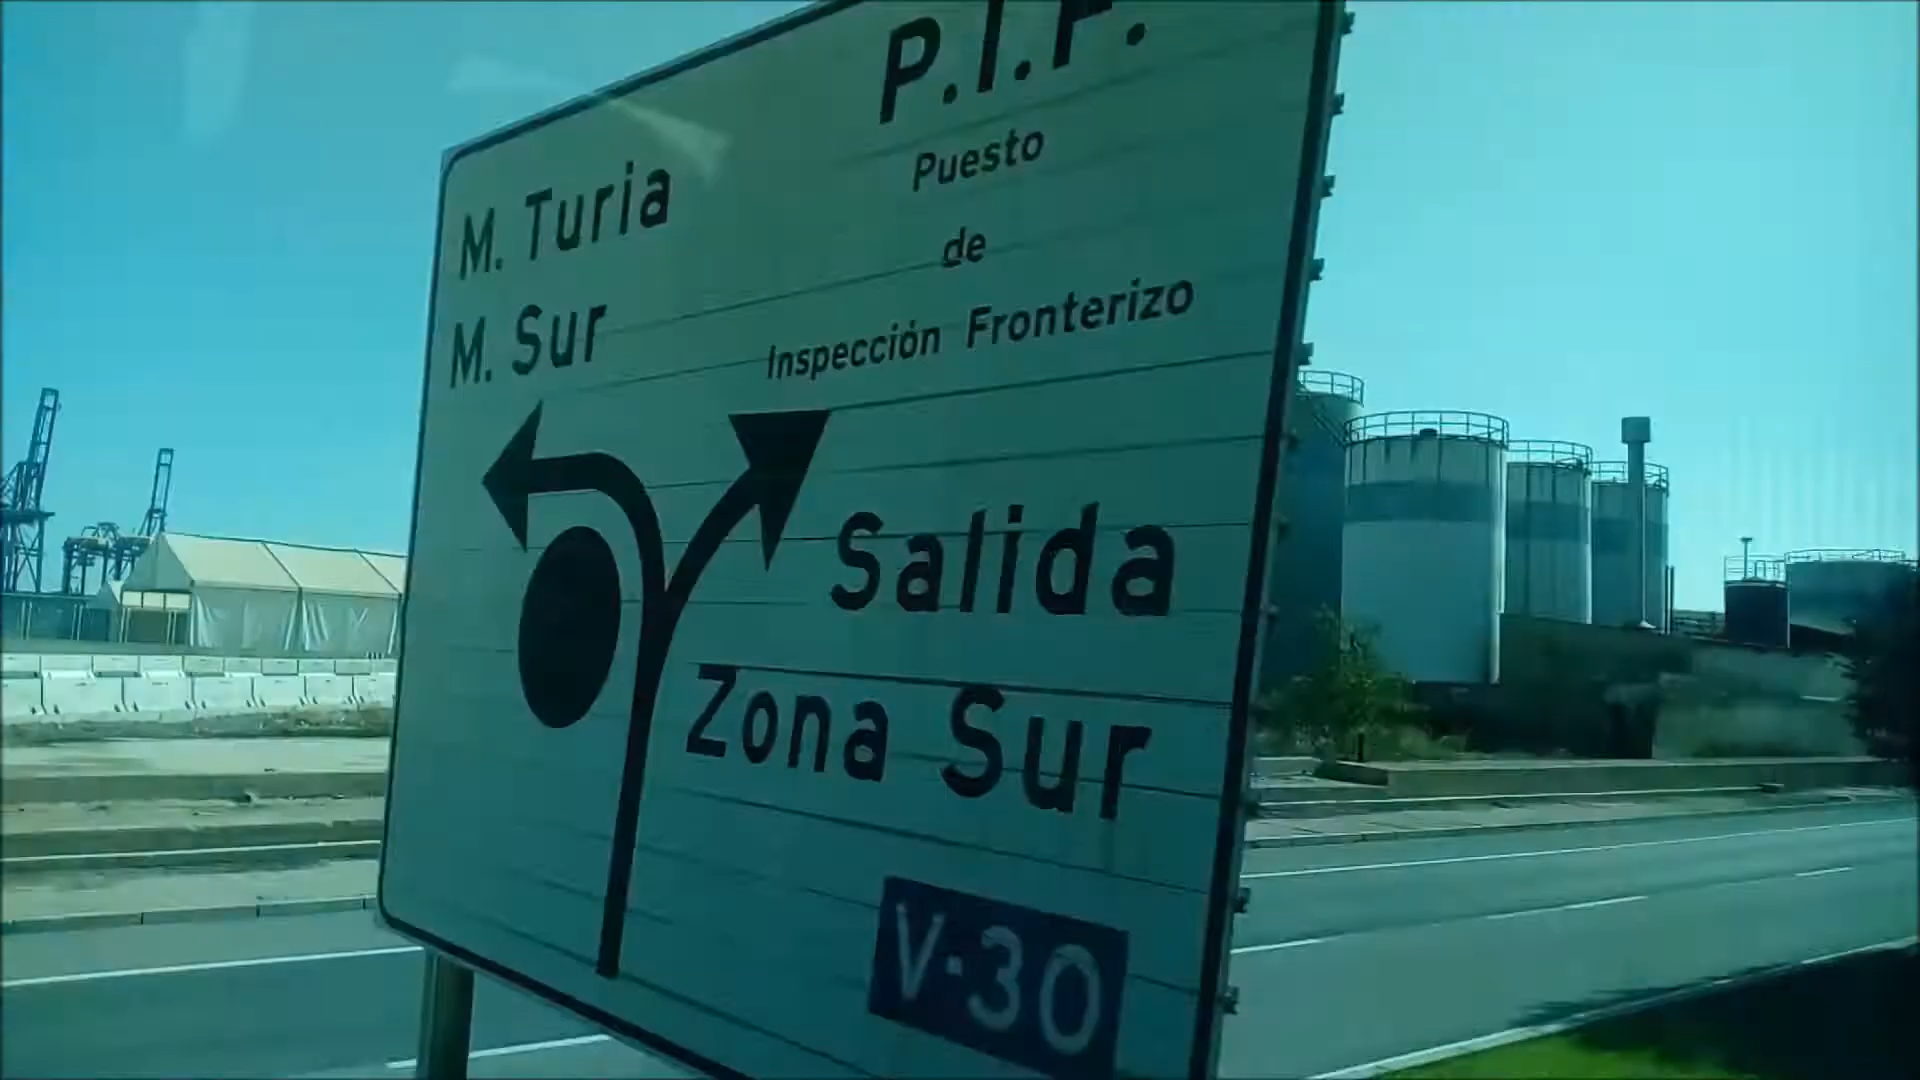 P.I.F.
Puesto
de
Inspección Fronterizo
M. Turia
M. Sur
Salida
Zona Sur
V-30